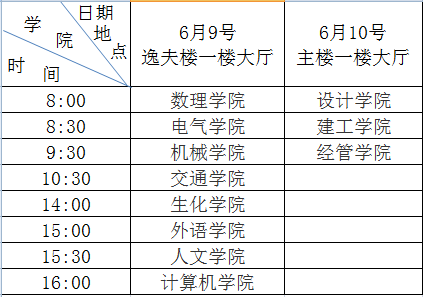 学院 日期地点 时间
6月9号 逸夫楼一楼大厅
6月10号 主楼一楼大厅
8:00 数理学院 设计学院
8:30 电气学院 建工学院
9:30 机械学院 经管学院
10:30 交通学院
14:00 生化学院
15:00 外语学院
15:30 人文学院
16:00 计算机学院